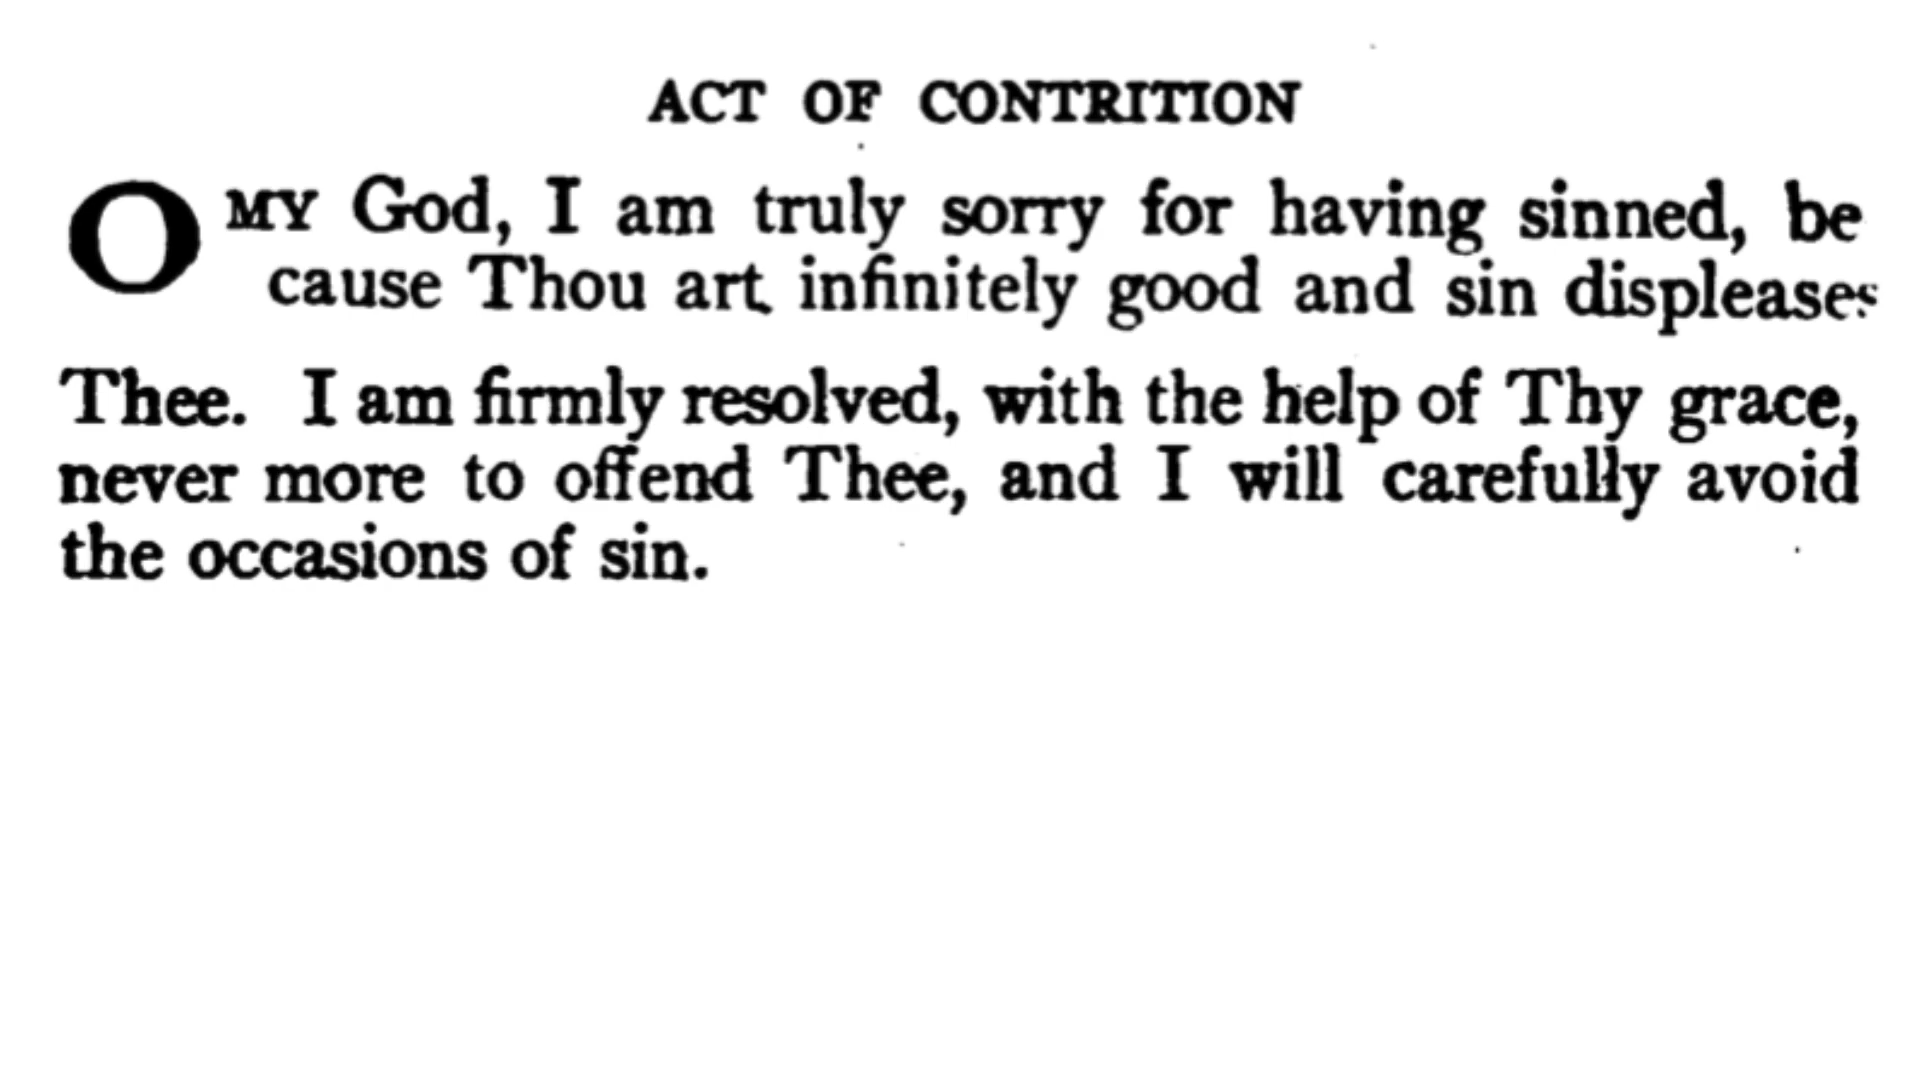 ACT OF CONTRITION
O MY God, I am truly sorry for having sinned, be
cause Thou art infinitely good and sin displeases
Thee. I am firmly resolved, with the help of Thy grace,
never more to offend Thee, and I will carefully avoid
the occasions of sin.